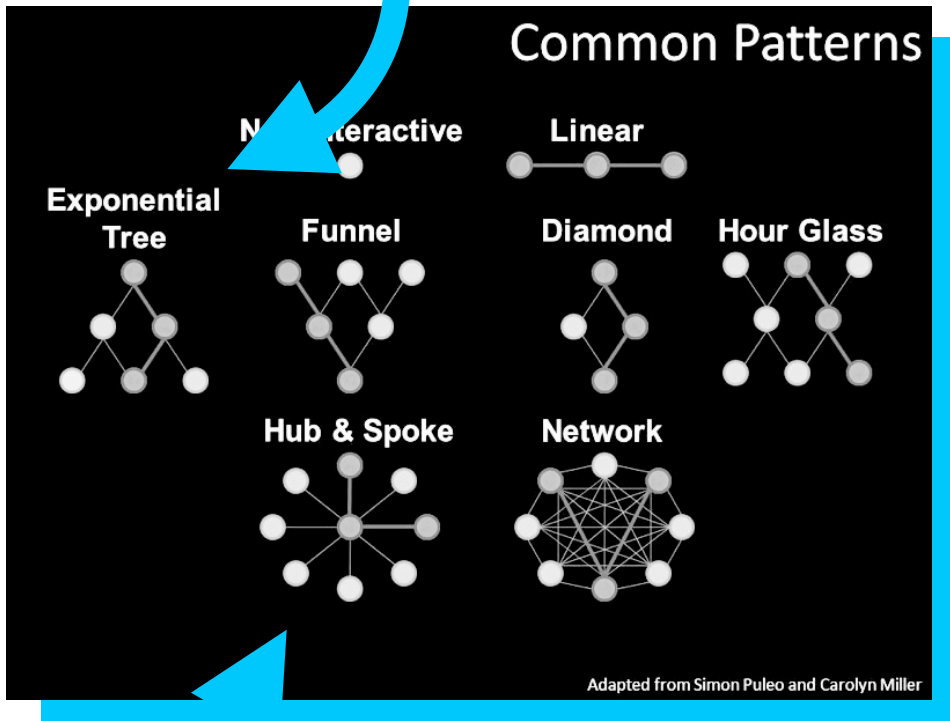 Common Patterns
Linear
Exponential
Tree
Funnel
Diamond
Hour Glass
Hub & Spoke
Network
Adapted from Simon Puleo and Carolyn Miller